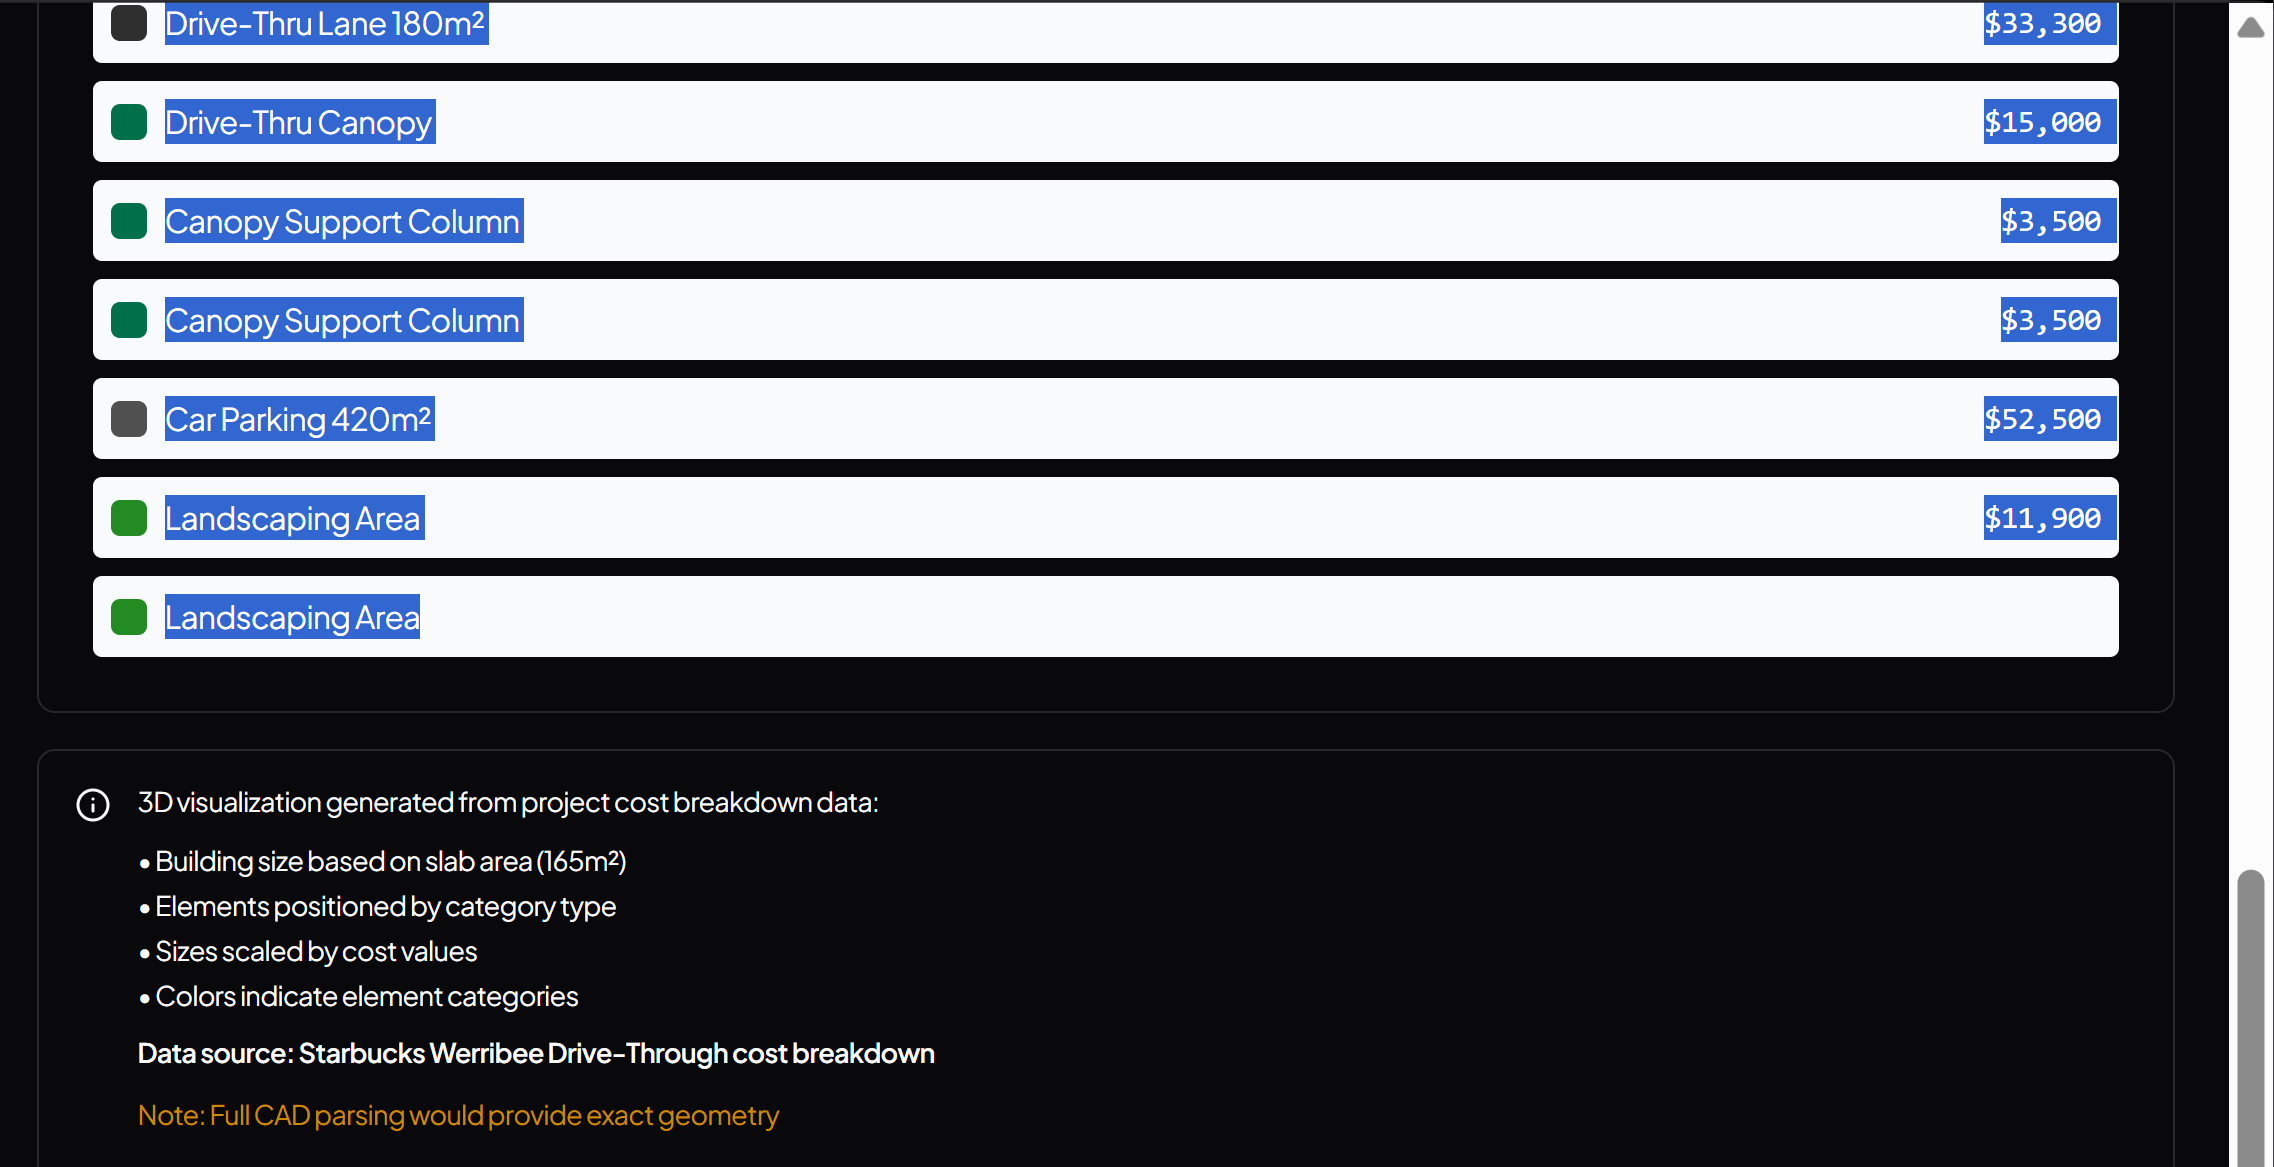 Drive-Thru Lane 180m² $33,300
Drive-Thru Canopy $15,000
Canopy Support Column $3,500
Canopy Support Column $3,500
Car Parking 420m² $52,500
Landscaping Area $11,900
Landscaping Area
3D visualization generated from project cost breakdown data:
• Building size based on slab area (165m²)
• Elements positioned by category type
• Sizes scaled by cost values
• Colors indicate element categories
Data source: Starbucks Werribee Drive-Through cost breakdown
Note: Full CAD parsing would provide exact geometry